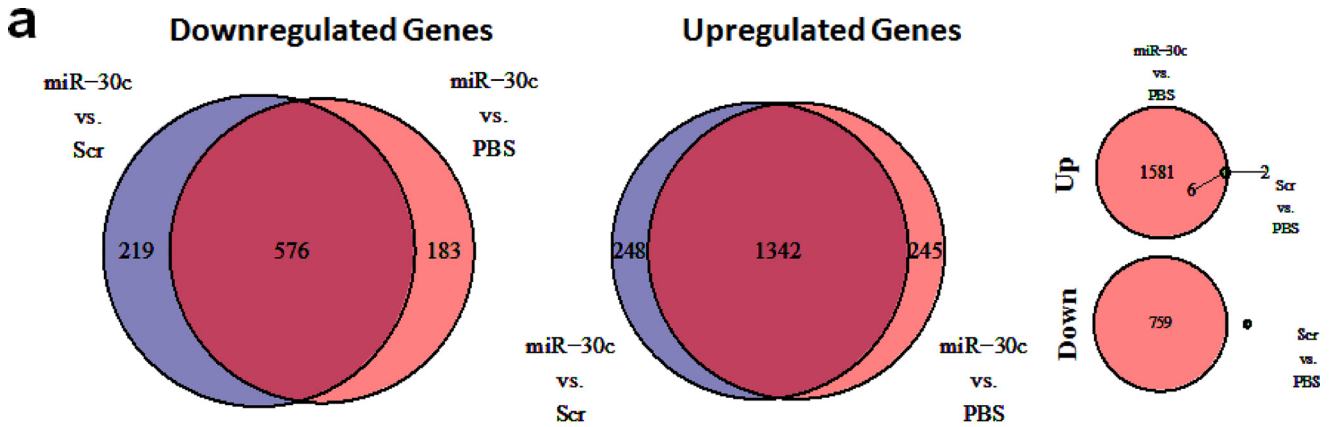 a
Downregulated Genes
miR-30c
vs.
Scr
miR-30c
vs.
PBS
219
576
183
Upregulated Genes
248
1342
245
miR-30c
vs.
Scr
miR-30c
vs.
PBS
miR-30c
vs.
PBS
Up
1581
6
2
Scr
vs.
PBS
Down
759
Scr
vs.
PBS